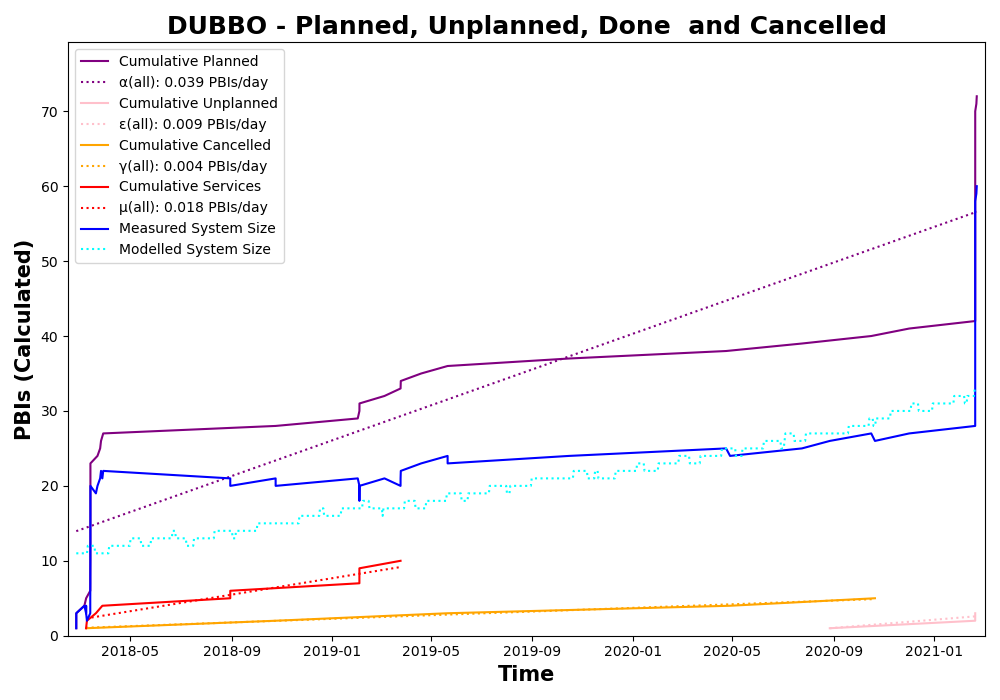 DUBBO - Planned, Unplanned, Done  and Cancelled
Cumulative Planned
α(all): 0.039 PBIs/day
Cumulative Unplanned
ε(all): 0.009 PBIs/day
Cumulative Cancelled
γ(all): 0.004 PBIs/day
Cumulative Services
μ(all): 0.018 PBIs/day
Measured System Size
Modelled System Size
PBIs (Calculated)
70
60
50
40
30
20
10
0
2018-05 2018-09 2019-01 2019-05 2019-09 2020-01 2020-05 2020-09 2021-01
Time